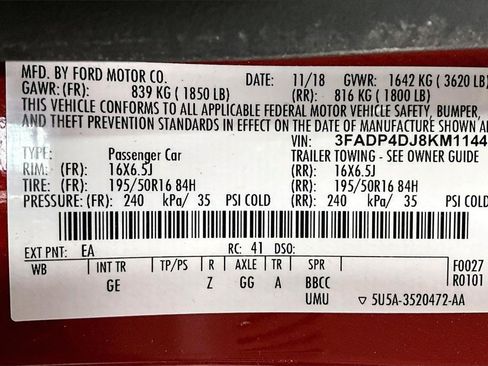 MFD. BY FORD MOTOR CO. DATE: 11/18 GVWR: 1642 KG ( 3620 LB)
GAWR: (FR): 839 KG ( 1850 LB) (RR): 816 KG ( 1800 LB)
THIS VEHICLE CONFORMS TO ALL APPLICABLE FEDERAL MOTOR VEHICLE SAFETY, BUMPER,
AND THEFT PREVENTION STANDARDS IN EFFECT ON THE DATE OF MANUFACTURE SHOWN A
VIN: 3FADP4DJ8KM1144
TYPE: Passenger Car TRAILER TOWING - SEE OWNER GUIDE
RIM: (FR): 16X6.5J (RR): 16X6.5J
TIRE: (FR): 195/50R16 84H (RR): 195/50R16 84H
PRESSURE: (FR): 240 kPa/ 35 PSI COLD (RR): 240 kPa/ 35 PSI COLD
EXT PNT: EA RC: 41 DSO:
WB INT TR TP/PS R AXLE TR SPR F0027
GE Z GG A BBCC R0101
UMU ▽ 5U5A-3520472-AA